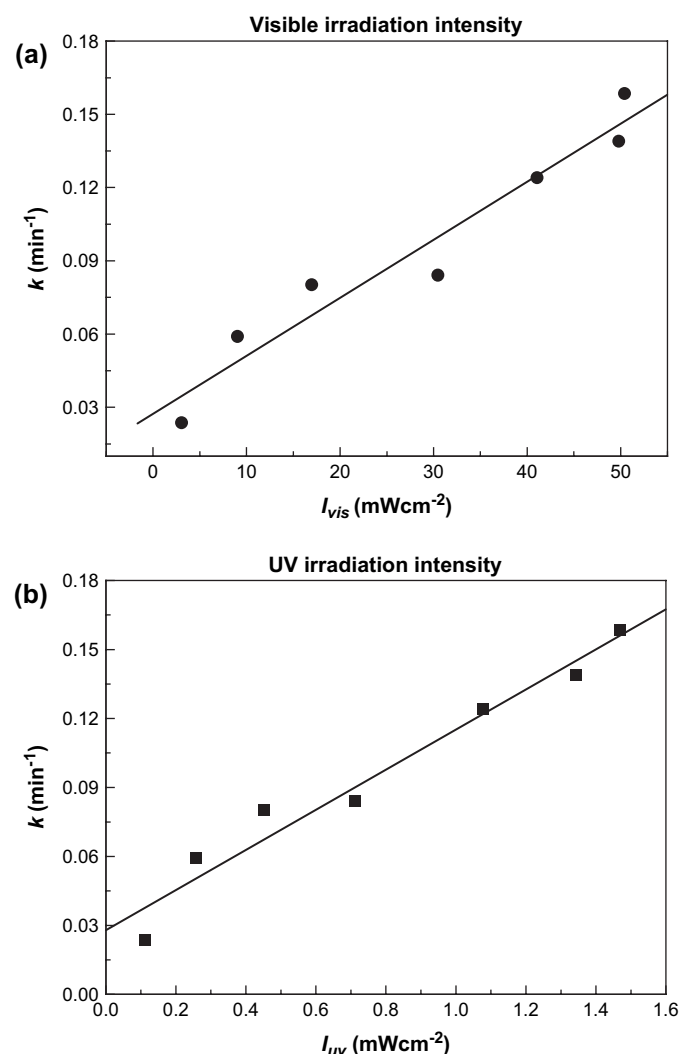 Visible irradiation intensity
(a)
0.18
0.15
0.12
0.09
0.06
0.03
k (min-1)
0 10 20 30 40 50
Ivis (mWcm-2)
UV irradiation intensity
(b)
0.18
0.15
0.12
0.09
0.06
0.03
0.00
k (min-1)
0.0 0.2 0.4 0.6 0.8 1.0 1.2 1.4 1.6
Iuv (mWcm-2)